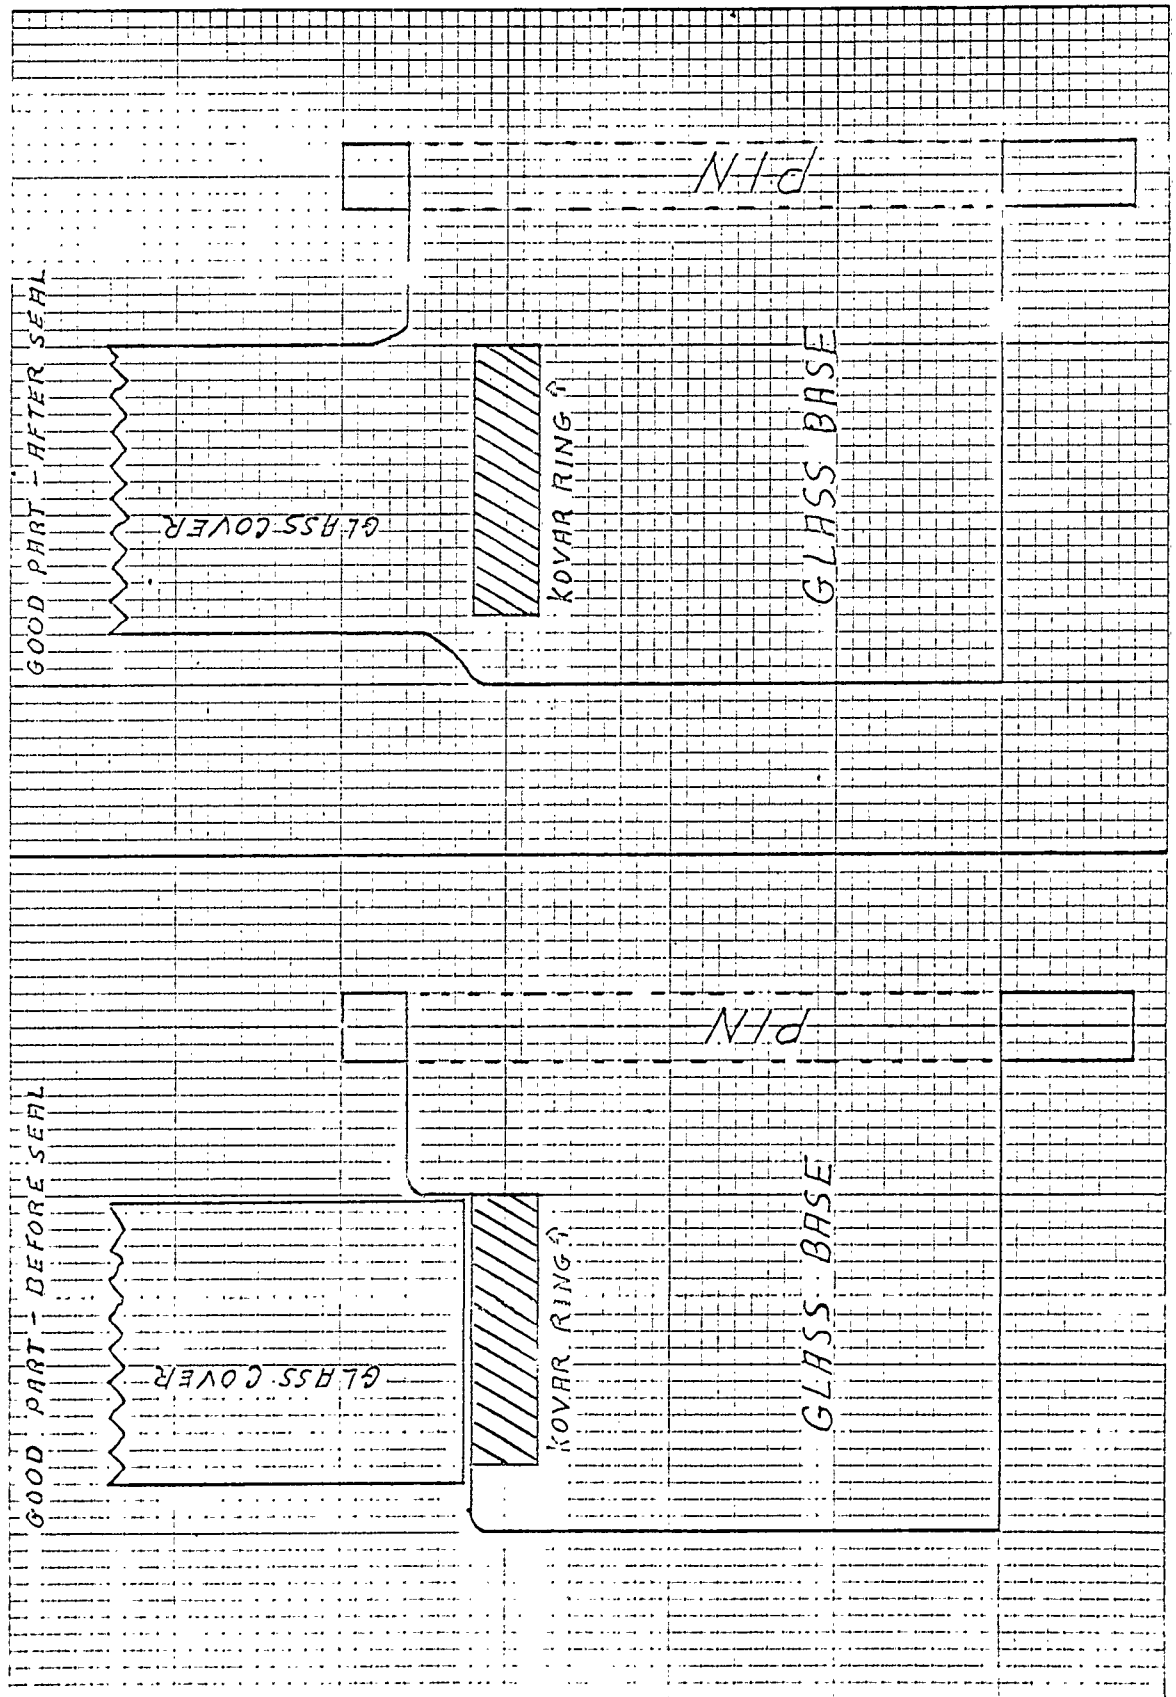 GOOD PART - BEFORE SEAL
GLASS COVER
KOVAR RING
GLASS BASE
PIN
GOOD PART - AFTER SEAL
GLASS COVER
KOVAR RING
GLASS BASE
PIN